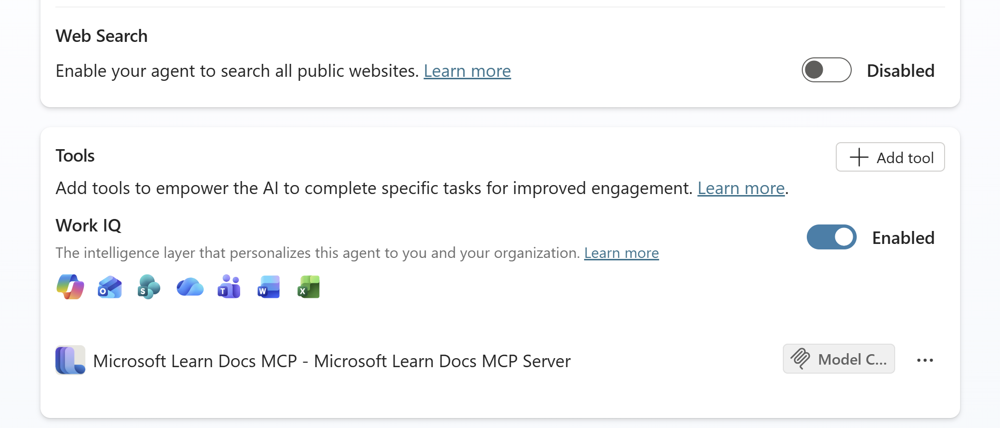 Web Search
Enable your agent to search all public websites. Learn more
Disabled
Tools
Add tool
Add tools to empower the AI to complete specific tasks for improved engagement. Learn more.
Work IQ
Enabled
The intelligence layer that personalizes this agent to you and your organization. Learn more
O S T W X
Microsoft Learn Docs MCP - Microsoft Learn Docs MCP Server
Model C...